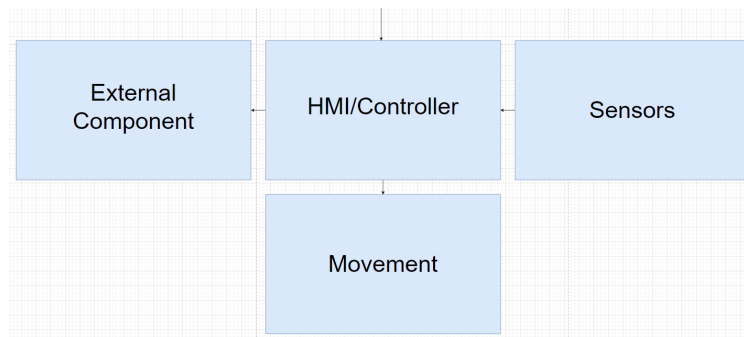 External
Component
HMI/Controller
Sensors
Movement